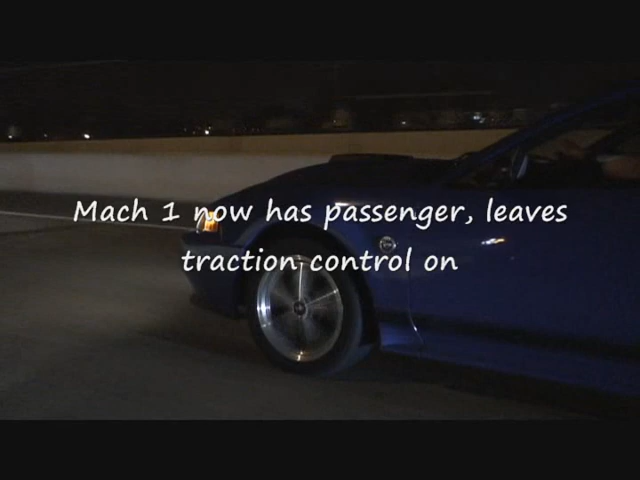 Mach 1 now has passenger, leaves
traction control on